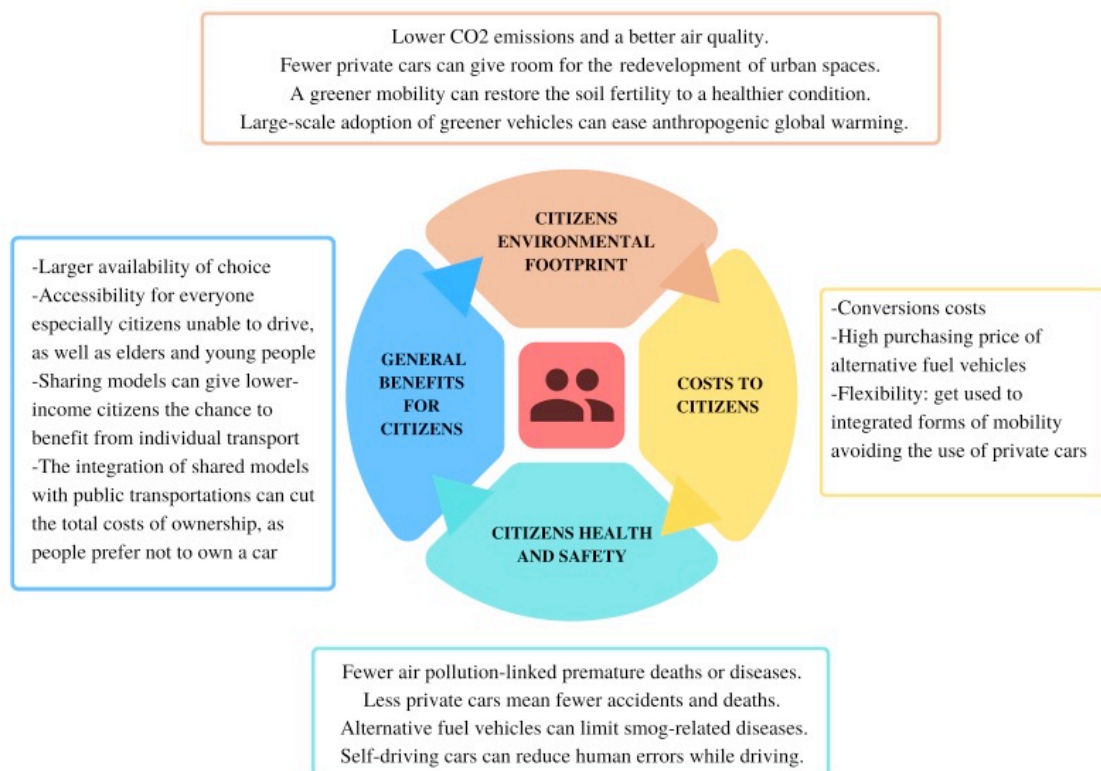 Lower CO2 emissions and a better air quality.
Fewer private cars can give room for the redevelopment of urban spaces.
A greener mobility can restore the soil fertility to a healthier condition.
Large-scale adoption of greener vehicles can ease anthropogenic global warming.
CITIZENS
ENVIRONMENTAL
FOOTPRINT
-Larger availability of choice
-Accessibility for everyone
especially citizens unable to drive,
as well as elders and young people
-Sharing models can give lower-
income citizens the chance to
benefit from individual transport
-The integration of shared models
with public transportations can cut
the total costs of ownership, as
people prefer not to own a car
GENERAL
BENEFITS
FOR
CITIZENS
COSTS TO
CITIZENS
-Conversions costs
-High purchasing price of
alternative fuel vehicles
-Flexibility: get used to
integrated forms of mobility
avoiding the use of private cars
CITIZENS HEALTH
AND SAFETY
Fewer air pollution-linked premature deaths or diseases.
Less private cars mean fewer accidents and deaths.
Alternative fuel vehicles can limit smog-related diseases.
Self-driving cars can reduce human errors while driving.